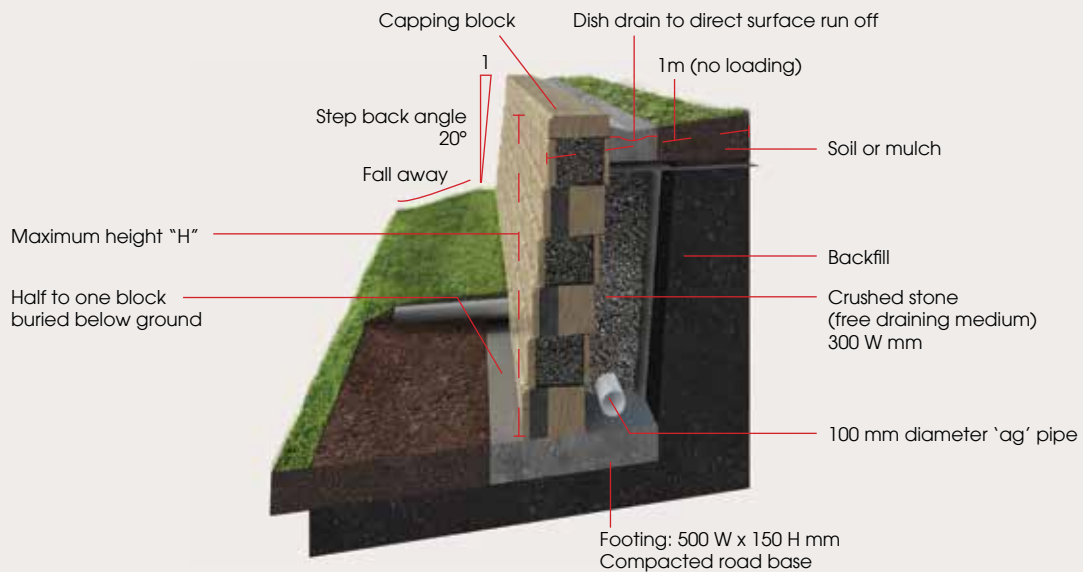 Capping block
Dish drain to direct surface run off
1
1m (no loading)
Step back angle
20°
Soil or mulch
Fall away
Maximum height “H”
Backfill
Half to one block
buried below ground
Crushed stone
(free draining medium)
300 W mm
100 mm diameter ‘ag’ pipe
Footing: 500 W x 150 H mm
Compacted road base